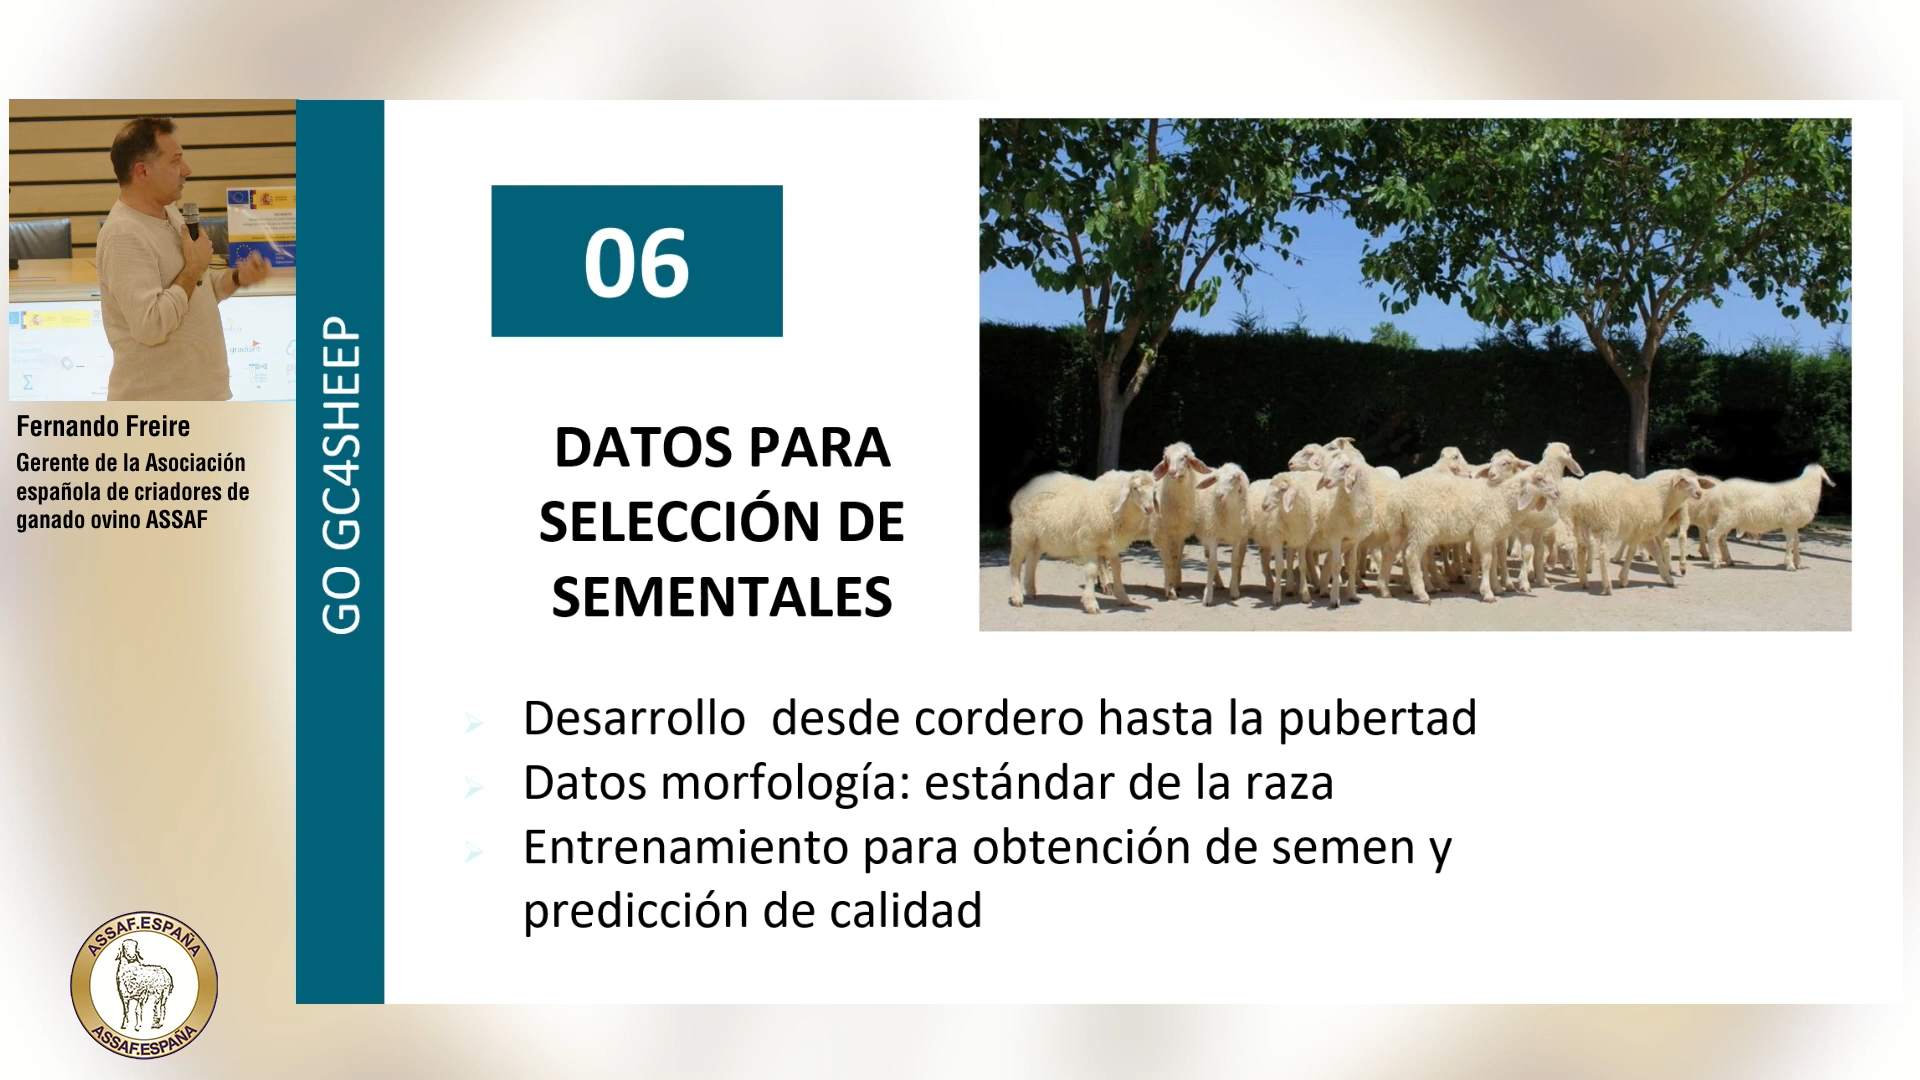 Fernando Freire
Gerente de la Asociación
española de criadores de
ganado ovino ASSAF
ASSAF.ESPAÑA
ASSAF.ESPAÑA
GO GC4SHEEP
06
DATOS PARA
SELECCIÓN DE
SEMENTALES
Desarrollo  desde cordero hasta la pubertad
Datos morfología: estándar de la raza
Entrenamiento para obtención de semen y
predicción de calidad
gradiant